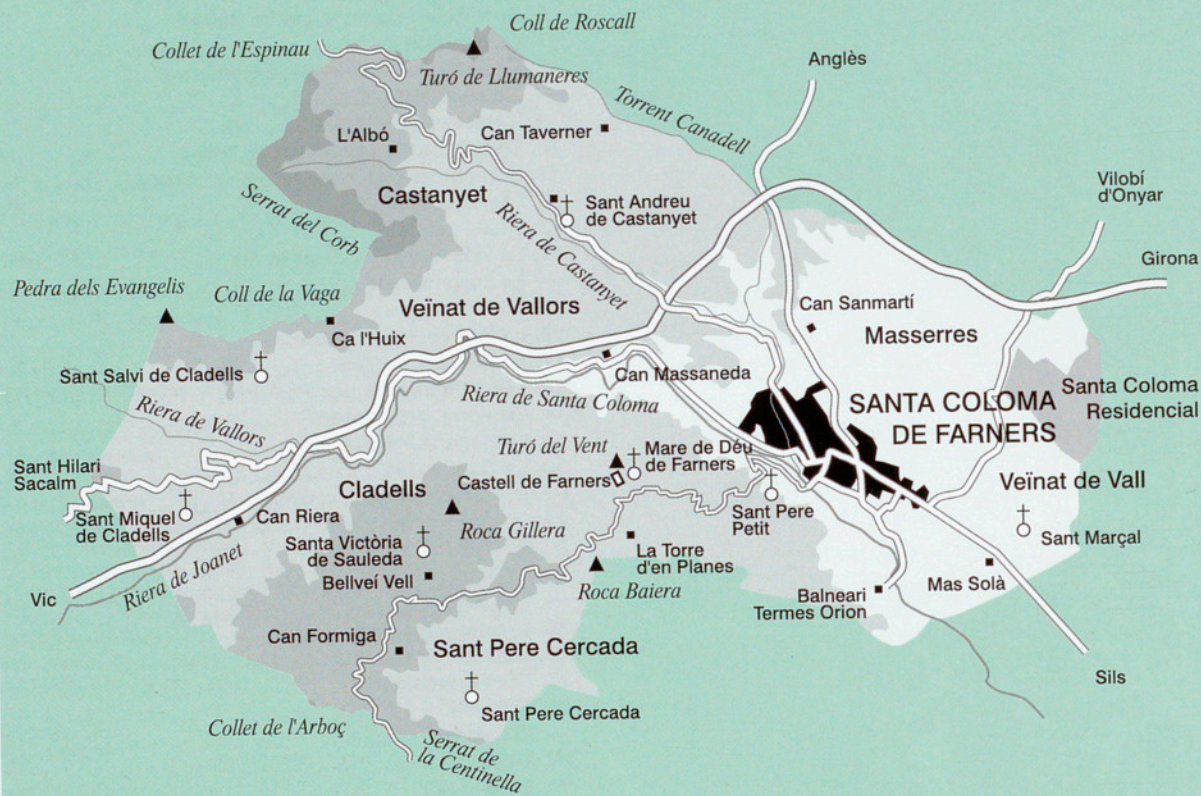 Coll de Roscall
Collet de l'Espinau
Turó de Llumaneres
Anglès
Torrent Canadell
L'Albó
Can Taverner
Vilobí
d'Onyar
Castanyet
Sant Andreu
de Castanyet
Serrat del Corb
Riera de Castanyet
Girona
Pedra dels Evangelis
Coll de la Vaga
Veïnat de Vallors
Can Sanmartí
Ca l'Huix
Masserres
Sant Salvi de Cladells
Can Massaneda
Riera de Santa Coloma
Santa Coloma
Residencial
SANTA COLOMA
DE FARNERS
Riera de Vallors
Turó del Vent
Mare de Déu
de Farners
Sant Hilari
Sacalm
Cladells
Castell de Farners
Veïnat de Vall
Sant Miquel
de Cladells
Can Riera
Roca Gillera
Sant Pere
Petit
Sant Marçal
Santa Victòria
de Sauleda
La Torre
d'en Planes
Riera de Joanet
Bellveí Vell
Roca Baiera
Mas Solà
Vic
Balneari
Termes Orion
Can Formiga
Sant Pere Cercada
Sils
Sant Pere Cercada
Collet de l'Arboç
Serrat de
la Centinella